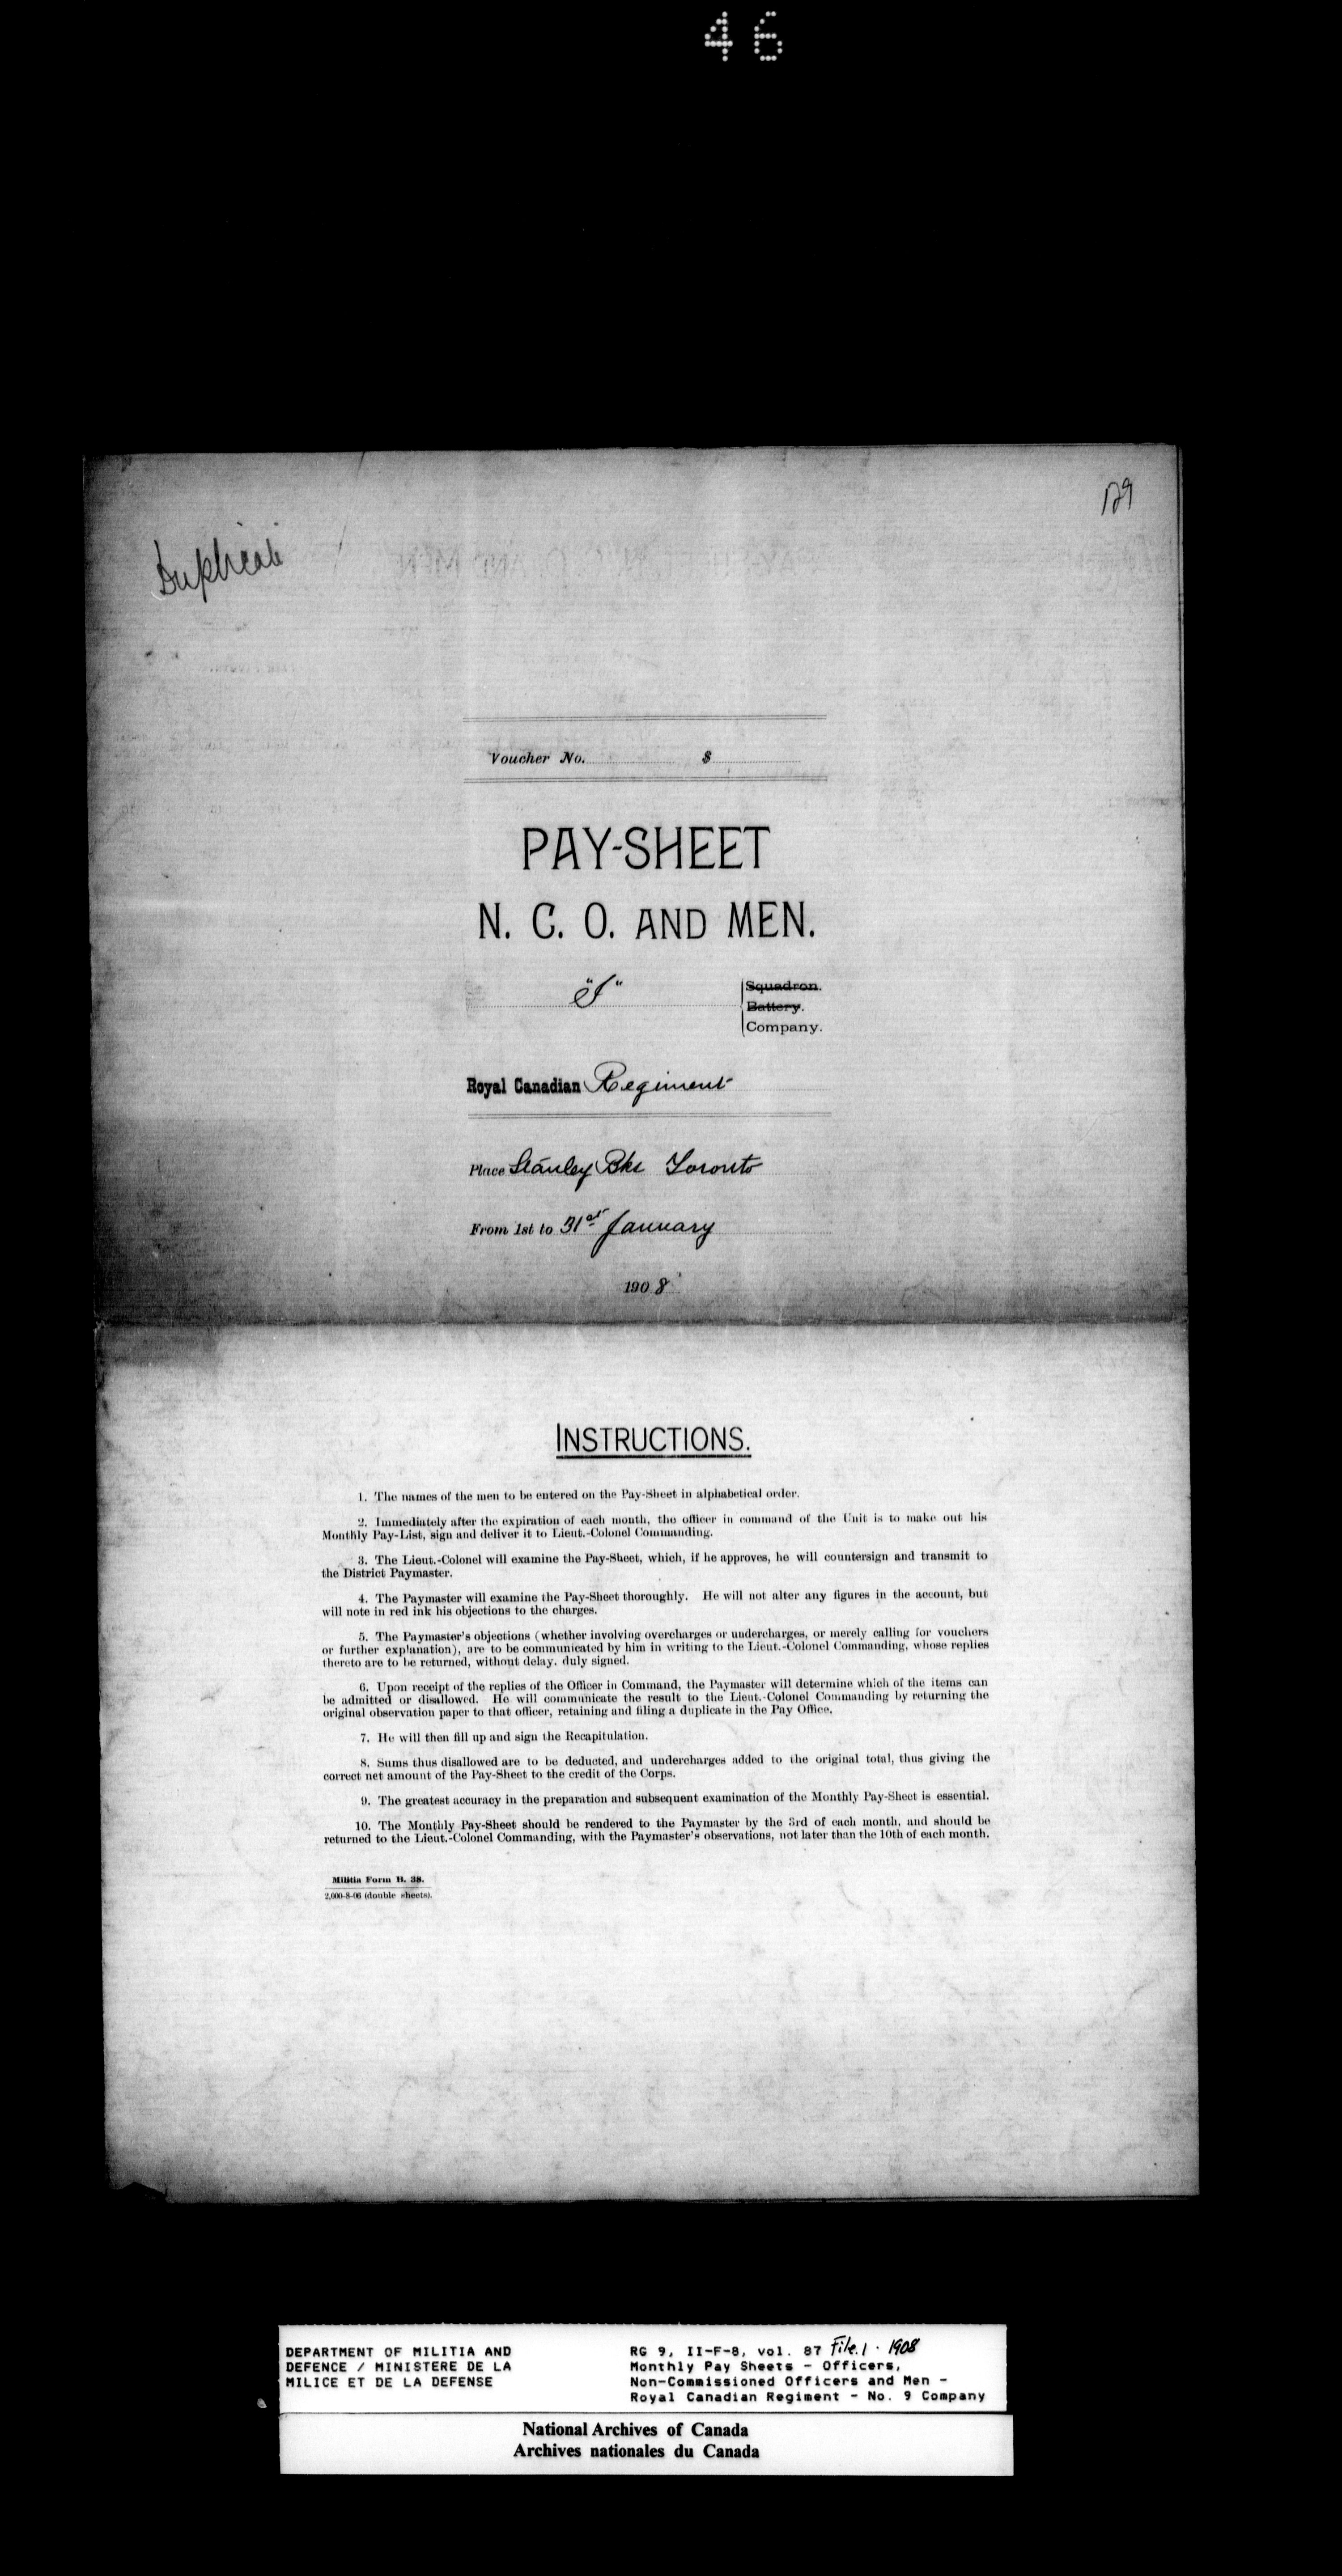 46
129
Duplicate
Voucher No. $
PAY-SHEET
N. C. O. AND MEN.
Squadron.
Battery.
Company.
Royal Canadian Regiment
Place Stanley Bks Toronto
From 1st to 31st January
1908
INSTRUCTIONS.
1. The names of the men to be entered on the Pay-Sheet in alphabetical order.
2. Immediately after the expiration of each month, the officer in command of the Unit is to make out his
Monthly Pay-List, sign and deliver it to Lieut.-Colonel Commanding.
3. The Lieut.-Colonel will examine the Pay-Sheet, which, if he approves, he will countersign and transmit to
the District Paymaster.
4. The Paymaster will examine the Pay-Sheet thoroughly. He will not alter any figures in the account, but
will note in red ink his objections to the charges.
5. The Paymaster's objections (whether involving overcharges or undercharges, or merely calling for vouchers
or further explanation), are to be communicated by him in writing to the Lieut.-Colonel Commanding, whose replies
thereto are to be returned, without delay, duly signed.
6. Upon receipt of the replies of the Officer in Command, the Paymaster will determine which of the items can
be admitted or disallowed. He will communicate the result to the Lieut.-Colonel Commanding by returning the
original observation paper to that officer, retaining and filing a duplicate in the Pay Office.
7. He will then fill up and sign the Recapitulation.
8. Sums thus disallowed are to be deducted, and undercharges added to the original total, thus giving the
correct net amount of the Pay-Sheet to the credit of the Corps.
9. The greatest accuracy in the preparation and subsequent examination of the Monthly Pay-Sheet is essential.
10. The Monthly Pay-Sheet should be rendered to the Paymaster by the 3rd of each month, and should be
returned to the Lieut.-Colonel Commanding, with the Paymaster's observations, not later than the 10th of each month.
Militia Form B. 38.
2,000-8-06 (double sheets).
DEPARTMENT OF MILITIA AND
DEFENCE / MINISTERE DE LA
MILICE ET DE LA DEFENSE
RG 9, II-F-8, vol. 87 File 1 · 1908
Monthly Pay Sheets - Officers,
Non-Commissioned Officers and Men -
Royal Canadian Regiment - No. 9 Company
National Archives of Canada
Archives nationales du Canada